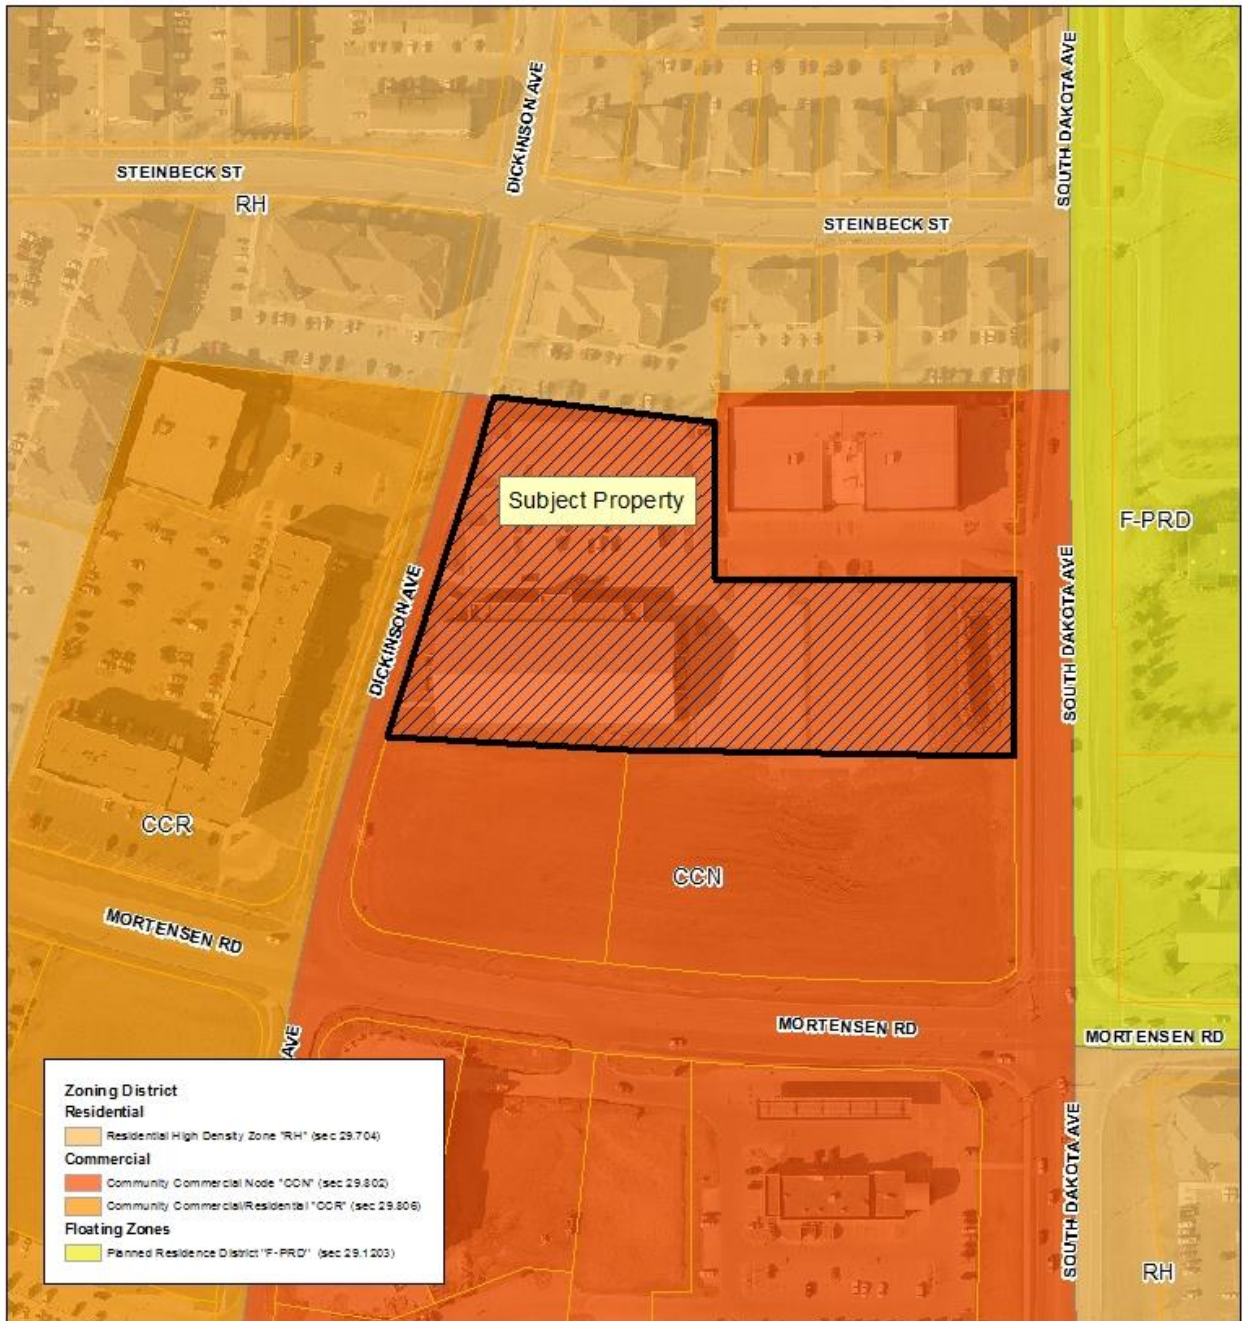 DICKINSON AVE
SOUTH DAKOTA AVE
STEINBECK ST
RH
STEINBECK ST
Subject Property
F-PRD
DICKINSON AVE
SOUTH DAKOTA AVE
CCR
CCN
MORTENSEN RD
MORTENSEN RD
MORTENSEN RD
AVE
SOUTH DAKOTA AVE
RH
Zoning District
Residential
Residential High Density Zone "RH" (sec 29.704)
Commercial
Community Commercial Node "CCN" (sec 29.802)
Community Commercial/Residential "CCR" (sec 29.806)
Floating Zones
Planned Residence District "F-PRD" (sec 29.1203)